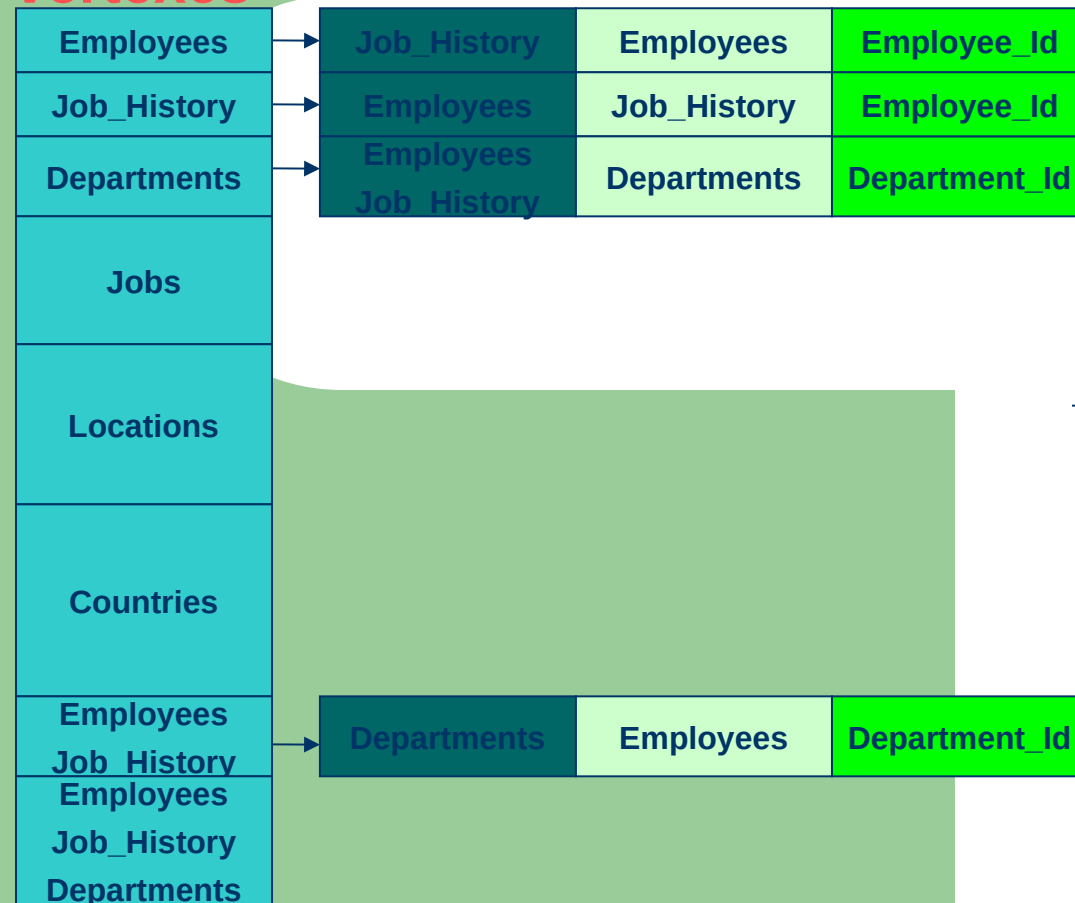 Vertexes
Employees Job_History Employees Employee_Id
Job_History Employees Job_History Employee_Id
Departments Employees Job_History Departments Department_Id
Jobs
Locations
Countries
Employees
Job_History Departments Employees Department_Id
Employees
Job_History
Departments